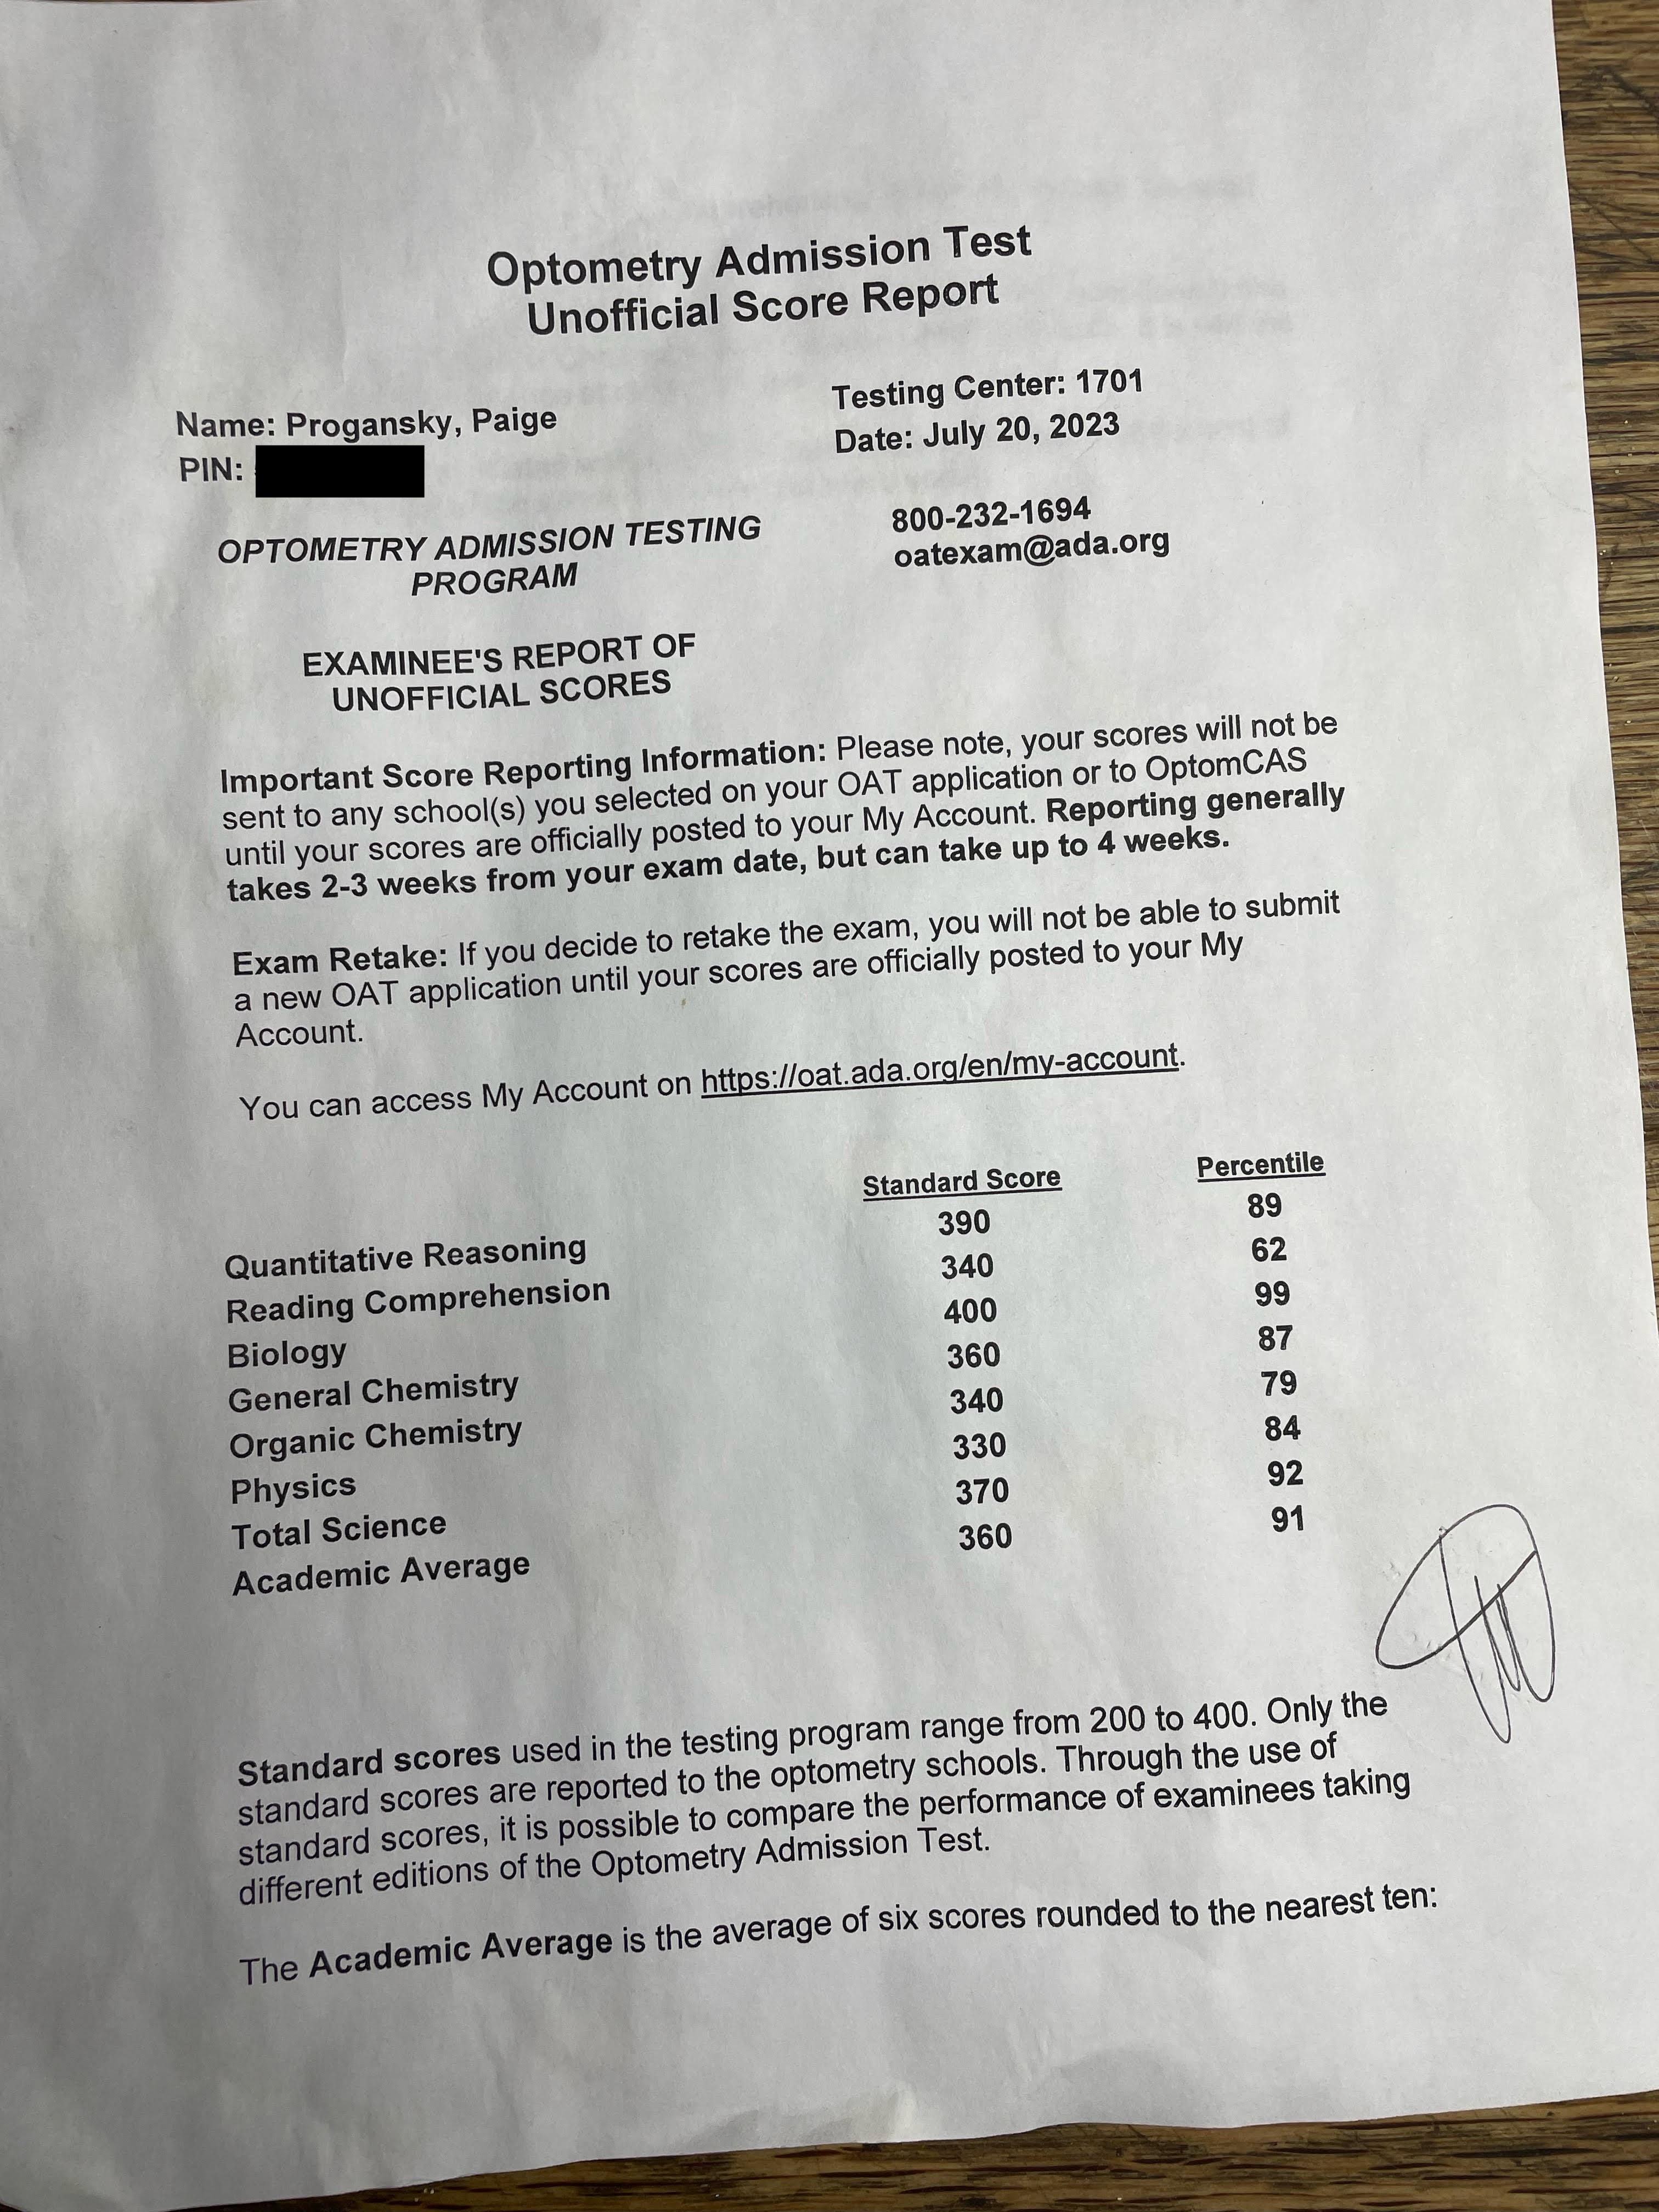 Optometry Admission Test
Unofficial Score Report
Name: Progansky, Paige
PIN:
Testing Center: 1701
Date: July 20, 2023
OPTOMETRY ADMISSION TESTING
PROGRAM
800-232-1694
oatexam@ada.org
EXAMINEE'S REPORT OF
UNOFFICIAL SCORES
Important Score Reporting Information: Please note, your scores will not be
sent to any school(s) you selected on your OAT application or to OptomCAS
until your scores are officially posted to your My Account. Reporting generally
takes 2-3 weeks from your exam date, but can take up to 4 weeks.
Exam Retake: If you decide to retake the exam, you will not be able to submit
a new OAT application until your scores are officially posted to your My
Account.
You can access My Account on https://oat.ada.org/en/my-account.
Standard Score Percentile
Quantitative Reasoning 390 89
Reading Comprehension 340 62
Biology 400 99
General Chemistry 360 87
Organic Chemistry 340 79
Physics 330 84
Total Science 370 92
Academic Average 360 91
Standard scores used in the testing program range from 200 to 400. Only the
standard scores are reported to the optometry schools. Through the use of
standard scores, it is possible to compare the performance of examinees taking
different editions of the Optometry Admission Test.
The Academic Average is the average of six scores rounded to the nearest ten: